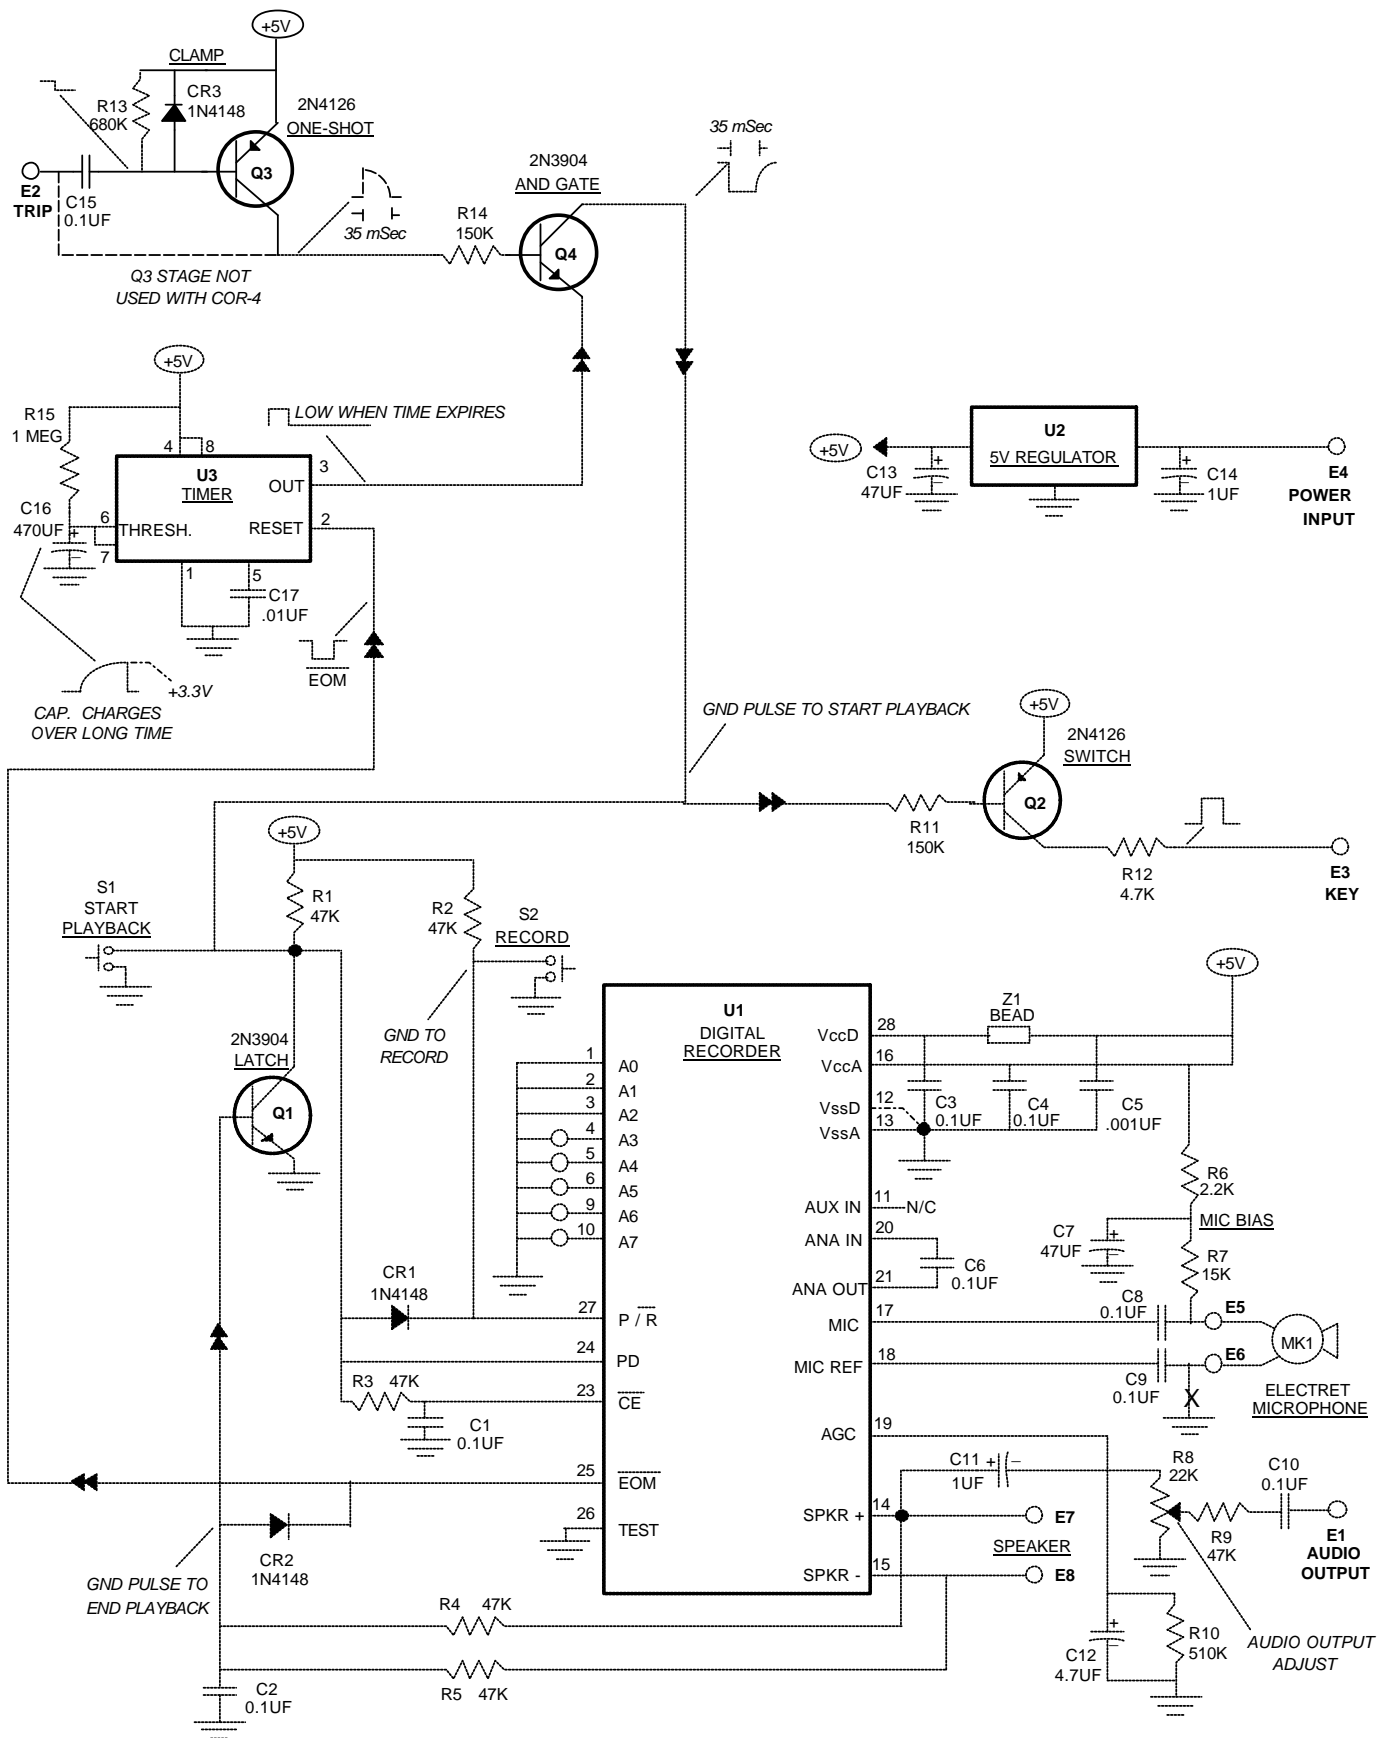 +5V
CLAMP
CR3
1N4148
R13
680K
2N4126
ONE-SHOT
Q3
E2
TRIP
C15
0.1UF
35 mSec
Q3 STAGE NOT
USED WITH COR-4
R14
150K
2N3904
AND GATE
Q4
35 mSec
+5V
R15
1 MEG
LOW WHEN TIME EXPIRES
4
8
3
U3
TIMER
OUT
C16
470UF
+
6
THRESH.
RESET
2
7
1
5
C17
.01UF
EOM
+3.3V
CAP. CHARGES
OVER LONG TIME
+5V
U2
5V REGULATOR
C13
47UF
+
C14
1UF
+
E4
POWER
INPUT
GND PULSE TO START PLAYBACK
+5V
2N4126
SWITCH
Q2
R11
150K
R12
4.7K
E3
KEY
+5V
S1
START
PLAYBACK
R1
47K
R2
47K
S2
RECORD
GND TO
RECORD
2N3904
LATCH
Q1
U1
DIGITAL
RECORDER
1
A0
2
A1
3
A2
4
A3
5
A4
6
A5
9
A6
10
A7
CR1
1N4148
27
P / R
24
PD
R3 47K
23
CE
C1
0.1UF
25
EOM
26
TEST
CR2
1N4148
GND PULSE TO
END PLAYBACK
R4 47K
R5 47K
C2
0.1UF
+5V
Z1
BEAD
VccD
28
VccA
16
VssD
12
VssA
13
C3
0.1UF
C4
0.1UF
C5
.001UF
AUX IN
11
N/C
ANA IN
20
ANA OUT
21
C6
0.1UF
R6
2.2K
MIC BIAS
C7
47UF
+
R7
15K
MIC
17
C8
0.1UF
E5
MIC REF
18
C9
0.1UF
E6
MK1
X
ELECTRET
MICROPHONE
AGC
19
C11
1UF
+
R8
22K
C10
0.1UF
SPKR +
14
E7
R9
47K
E1
AUDIO
OUTPUT
SPEAKER
SPKR -
15
E8
C12
4.7UF
+
R10
510K
AUDIO OUTPUT
ADJUST